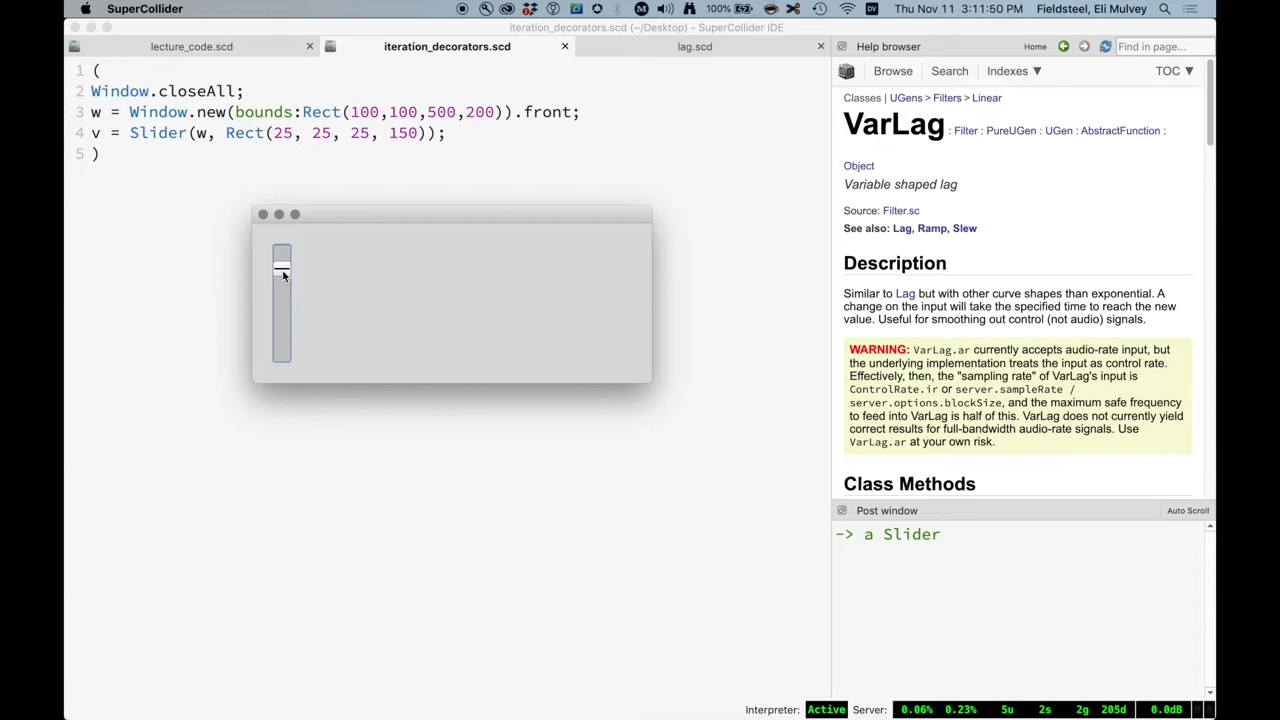 SuperCollider
100%
DV
Thu Nov 11 3:11:50 PM
Fieldsteel, Eli Mulvey
iteration_decorators.scd (~/Desktop) - SuperCollider IDE
lecture_code.scd
iteration_decorators.scd
lag.scd
Help browser
Home
Find in page...
1 (
2 Window.closeAll;
3 w = Window.new(bounds:Rect(100,100,500,200)).front;
4 v = Slider(w, Rect(25, 25, 25, 150));
5 )
Browse
Search
Indexes ▼
TOC ▼
Classes | UGens > Filters > Linear
VarLag : Filter : PureUGen : UGen : AbstractFunction :
Object
Variable shaped lag
Source: Filter.sc
See also: Lag, Ramp, Slew
Description
Similar to Lag but with other curve shapes than exponential. A
change on the input will take the specified time to reach the new
value. Useful for smoothing out control (not audio) signals.
WARNING: VarLag.ar currently accepts audio-rate input, but
the underlying implementation treats the input as control rate.
Effectively, then, the "sampling rate" of VarLag's input is
ControlRate.ir or server.sampleRate /
server.options.blockSize, and the maximum safe frequency
to feed into VarLag is half of this. VarLag does not currently yield
correct results for full-bandwidth audio-rate signals. Use
VarLag.ar at your own risk.
Class Methods
Post window
Auto Scroll
-> a Slider
Interpreter: Active Server: 0.06% 0.23% 5u 2s 2g 205d 0.0dB